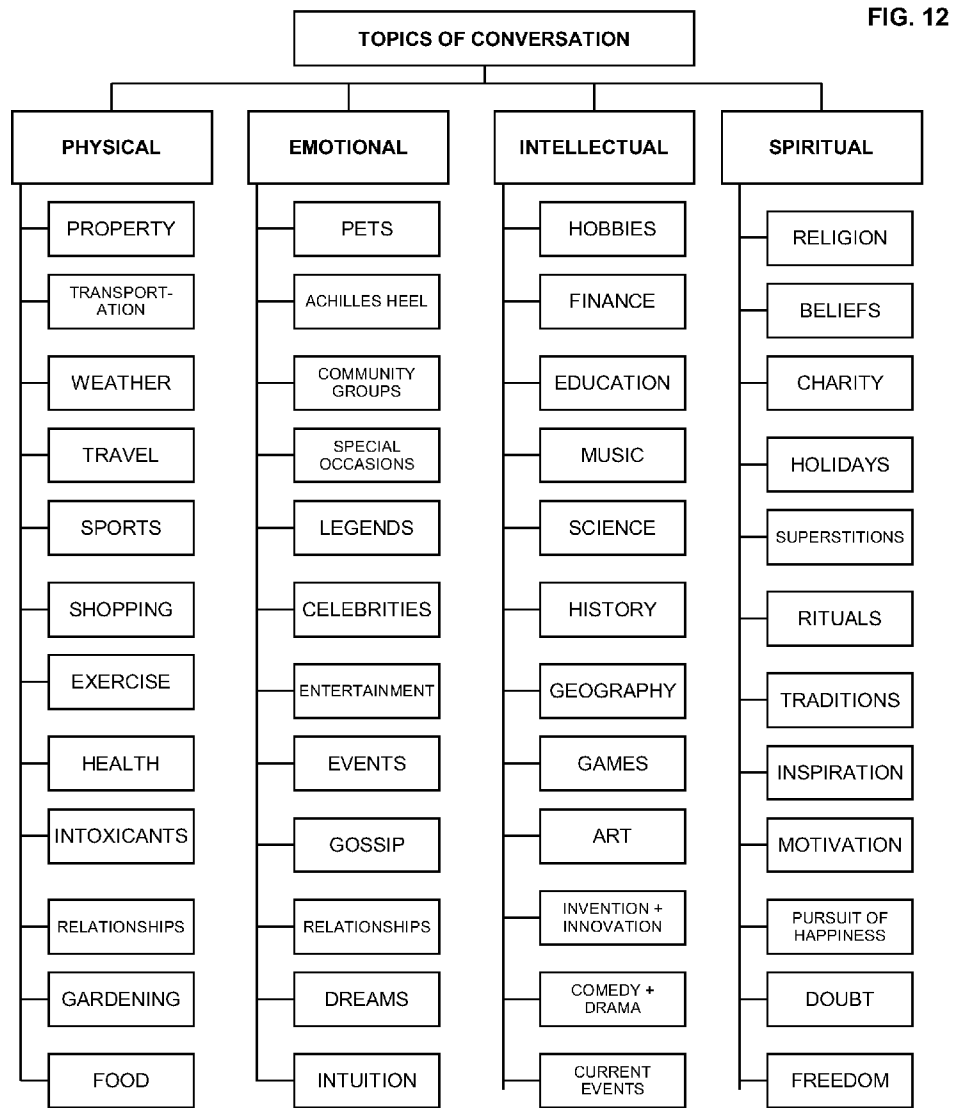 FIG. 12
TOPICS OF CONVERSATION
PHYSICAL
PROPERTY
TRANSPORT-
ATION
WEATHER
TRAVEL
SPORTS
SHOPPING
EXERCISE
HEALTH
INTOXICANTS
RELATIONSHIPS
GARDENING
FOOD
EMOTIONAL
PETS
ACHILLES HEEL
COMMUNITY
GROUPS
SPECIAL
OCCASIONS
LEGENDS
CELEBRITIES
ENTERTAINMENT
EVENTS
GOSSIP
RELATIONSHIPS
DREAMS
INTUITION
INTELLECTUAL
HOBBIES
FINANCE
EDUCATION
MUSIC
SCIENCE
HISTORY
GEOGRAPHY
GAMES
ART
INVENTION +
INNOVATION
COMEDY +
DRAMA
CURRENT
EVENTS
SPIRITUAL
RELIGION
BELIEFS
CHARITY
HOLIDAYS
SUPERSTITIONS
RITUALS
TRADITIONS
INSPIRATION
MOTIVATION
PURSUIT OF
HAPPINESS
DOUBT
FREEDOM